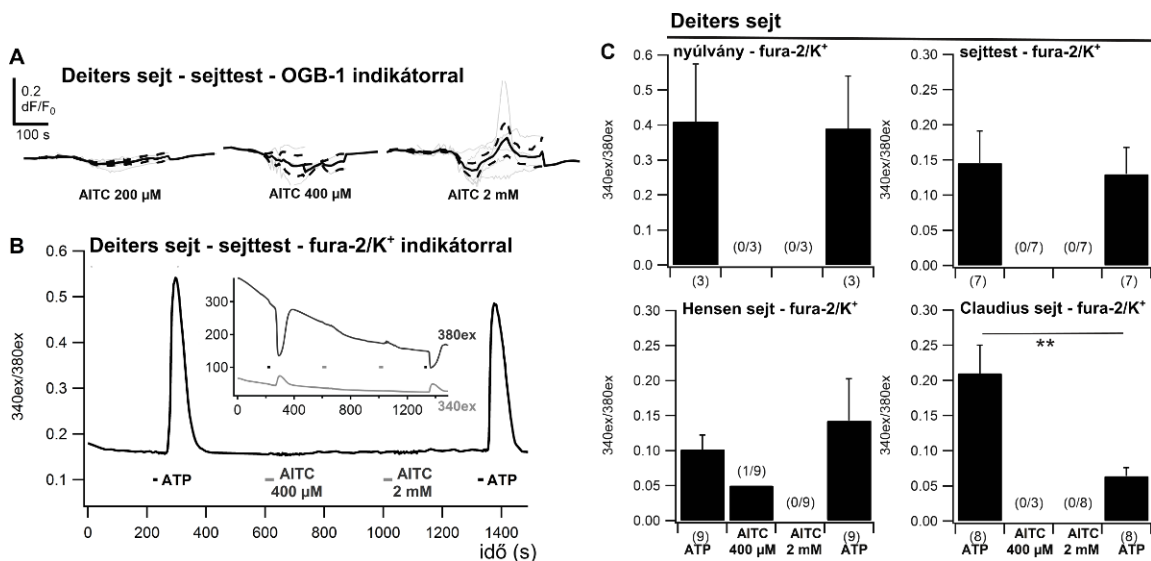 A
Deiters sejt - sejttest - OGB-1 indikátorral
0.2
dF/F0
100 s
AITC 200 µM
AITC 400 µM
AITC 2 mM
B
Deiters sejt - sejttest - fura-2/K+ indikátorral
340ex/380ex
0.6
0.5
0.4
0.3
0.2
0.1
300
200
100
380ex
340ex
0
400
800
1200
ATP
AITC
400 µM
AITC
2 mM
ATP
0
200
400
600
800
1000
1200
1400
idő (s)
Deiters sejt
C
nyúlvány - fura-2/K+
340ex/380ex
0.6
0.5
0.4
0.3
0.2
0.1
0.0
(0/3)
(0/3)
(3)
(3)
sejttest - fura-2/K+
340ex/380ex
0.30
0.25
0.20
0.15
0.10
0.05
0.00
(0/7)
(0/7)
(7)
(7)
Hensen sejt - fura-2/K+
340ex/380ex
0.30
0.25
0.20
0.15
0.10
0.05
0.00
(1/9)
(0/9)
(9)
ATP
AITC
400 µM
AITC
2 mM
(9)
ATP
Claudius sejt - fura-2/K+
340ex/380ex
0.30
0.25
0.20
0.15
0.10
0.05
0.00
**
(0/3)
(0/8)
(8)
ATP
AITC
400 µM
AITC
2 mM
(8)
ATP